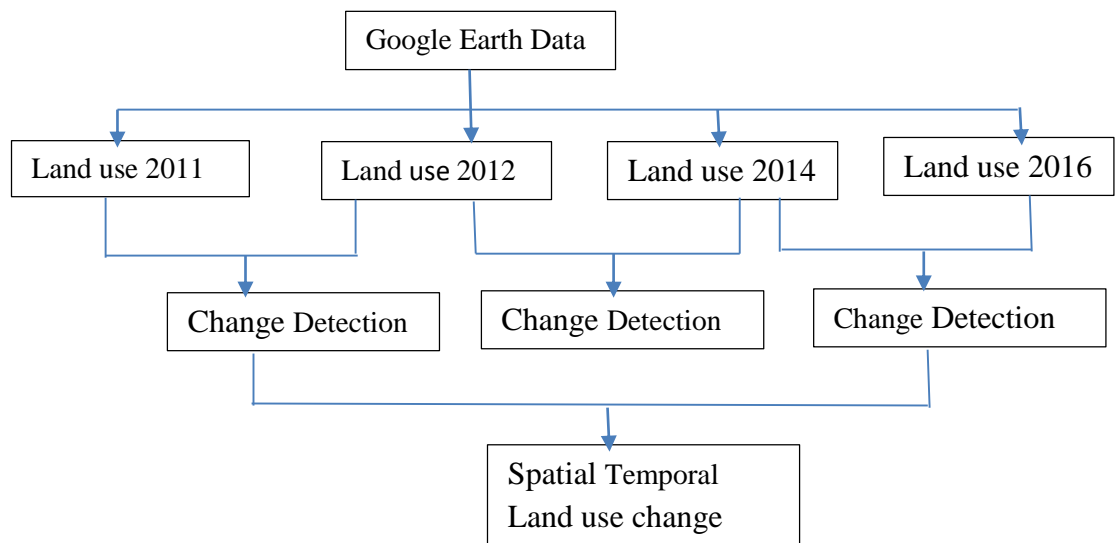 Google Earth Data
Land use 2011
Land use 2012
Land use 2014
Land use 2016
Change Detection
Change Detection
Change Detection
Spatial Temporal
Land use change